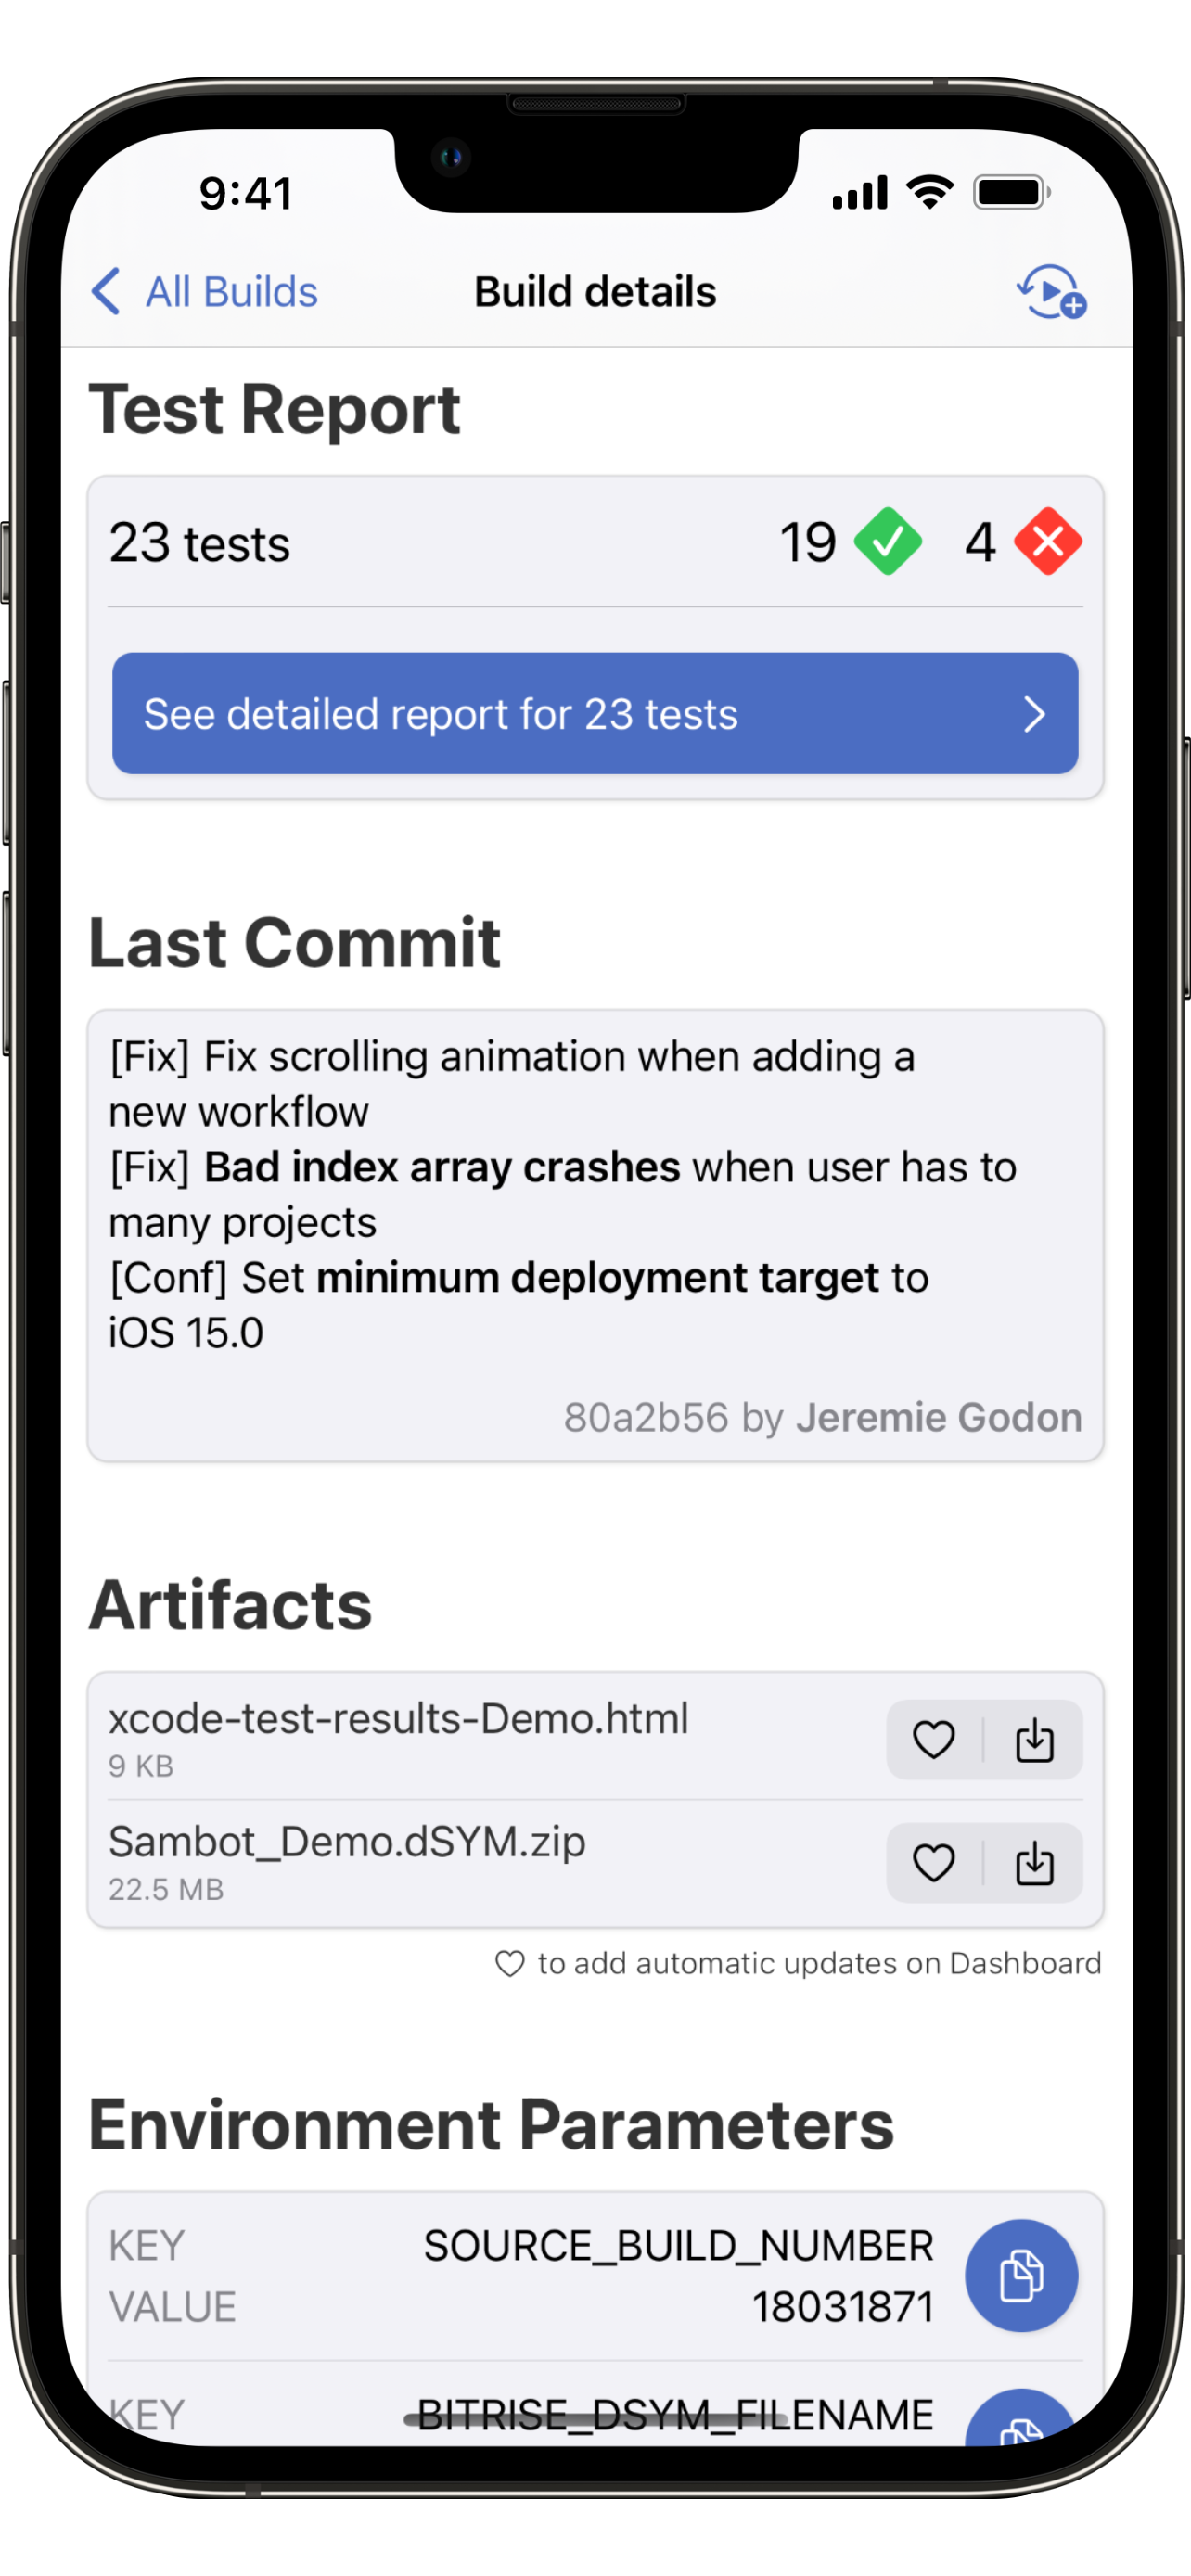 9:41
All Builds
Build details
Test Report
23 tests
19
4
See detailed report for 23 tests
Last Commit
[Fix] Fix scrolling animation when adding a
new workflow
[Fix] Bad index array crashes when user has to
many projects
[Conf] Set minimum deployment target to
iOS 15.0
80a2b56 by Jeremie Godon
Artifacts
xcode-test-results-Demo.html
9 KB
Sambot_Demo.dSYM.zip
22.5 MB
to add automatic updates on Dashboard
Environment Parameters
KEY SOURCE_BUILD_NUMBER
VALUE 18031871
KEY BITRISE_DSYM_FILENAME